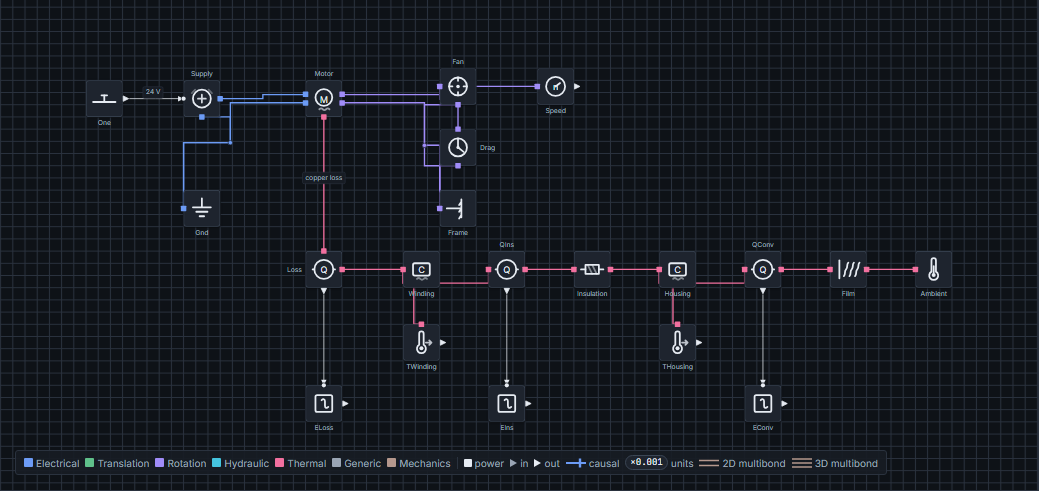 Fan
Supply
Motor
24 V
M
One
Speed
Drag
copper loss
Gnd
Frame
QIns
QConv
Loss
Q
C
Q
C
Q
Winding
Insulation
Housing
Film
Ambient
TWinding
THousing
ELoss
EIns
EConv
Electrical
Translation
Rotation
Hydraulic
Thermal
Generic
Mechanics
power
in
out
causal
×0.001
units
2D multibond
3D multibond